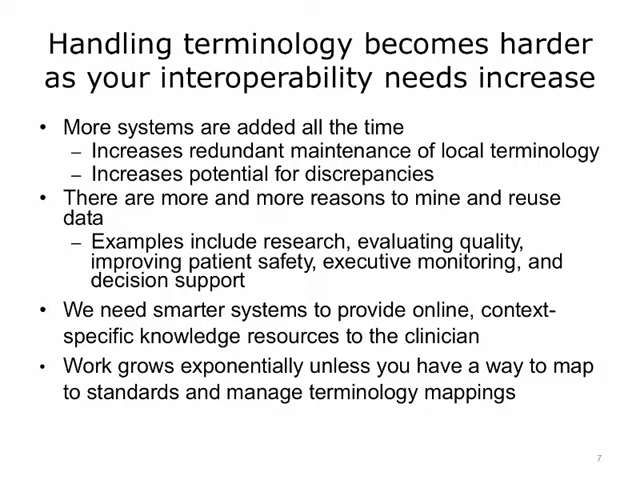 Handling terminology becomes harder
as your interoperability needs increase
• More systems are added all the time
– Increases redundant maintenance of local terminology
– Increases potential for discrepancies
• There are more and more reasons to mine and reuse
data
– Examples include research, evaluating quality,
improving patient safety, executive monitoring, and
decision support
• We need smarter systems to provide online, context-
specific knowledge resources to the clinician
• Work grows exponentially unless you have a way to map
to standards and manage terminology mappings
7